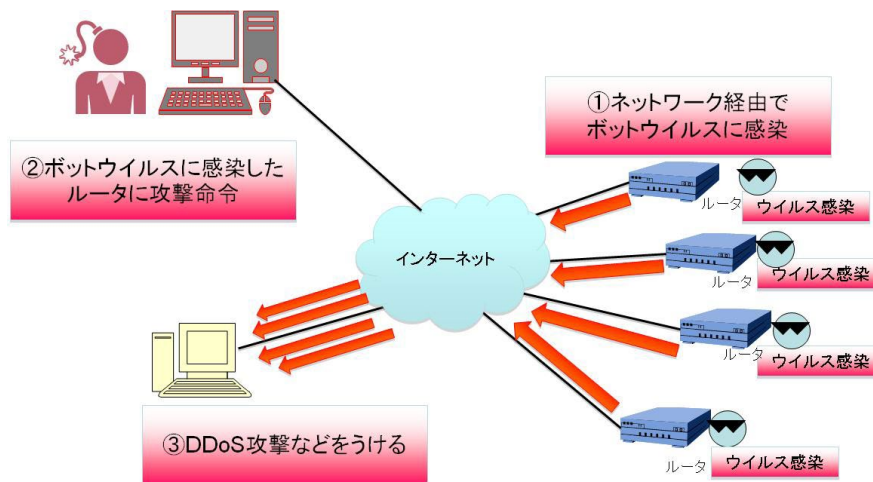 ①ネットワーク経由で
ボットウイルスに感染
②ボットウイルスに感染した
ルータに攻撃命令
ルータ
ウイルス感染
インターネット
ルータ
ウイルス感染
ルータ
ウイルス感染
③DDoS攻撃などをうける
ルータ
ウイルス感染